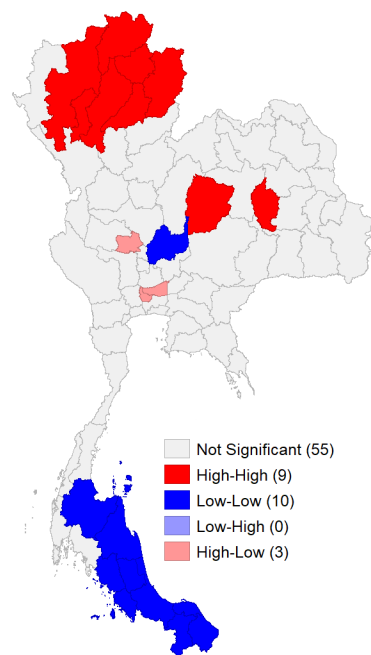 Not Significant (55)
High-High (9)
Low-Low (10)
Low-High (0)
High-Low (3)